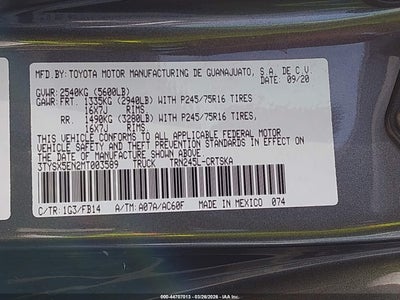 MFD.BY: TOYOTA MOTOR MANUFACTURING DE GUANAJUATO, S.A. DE C.V.
GVWR: 2540KG (5600LB) 09/20
GAWR: FRT. 1335KG (2940LB) WITH P245/75R16 TIRES
16X7J RIMS
RR. 1490KG (3280LB) WITH P245/75R16 TIRES,
16X7J RIMS
THIS VEHICLE CONFORMS TO ALL APPLICABLE FEDERAL MOTOR
VEHICLE SAFETY AND THEFT PREVENTION STANDARDS
IN EFFECT ON THE DATE OF MANUFACTURE SHOWN ABOVE.
3TYSX5EN2MT003589 TRUCK TRN245L-CRTSKA
C/TR: 1G3/FB14 A/TM: A07A/AC60F MADE IN MEXICO 074
000-44707013 | 03/26/2026 | IAA Inc.